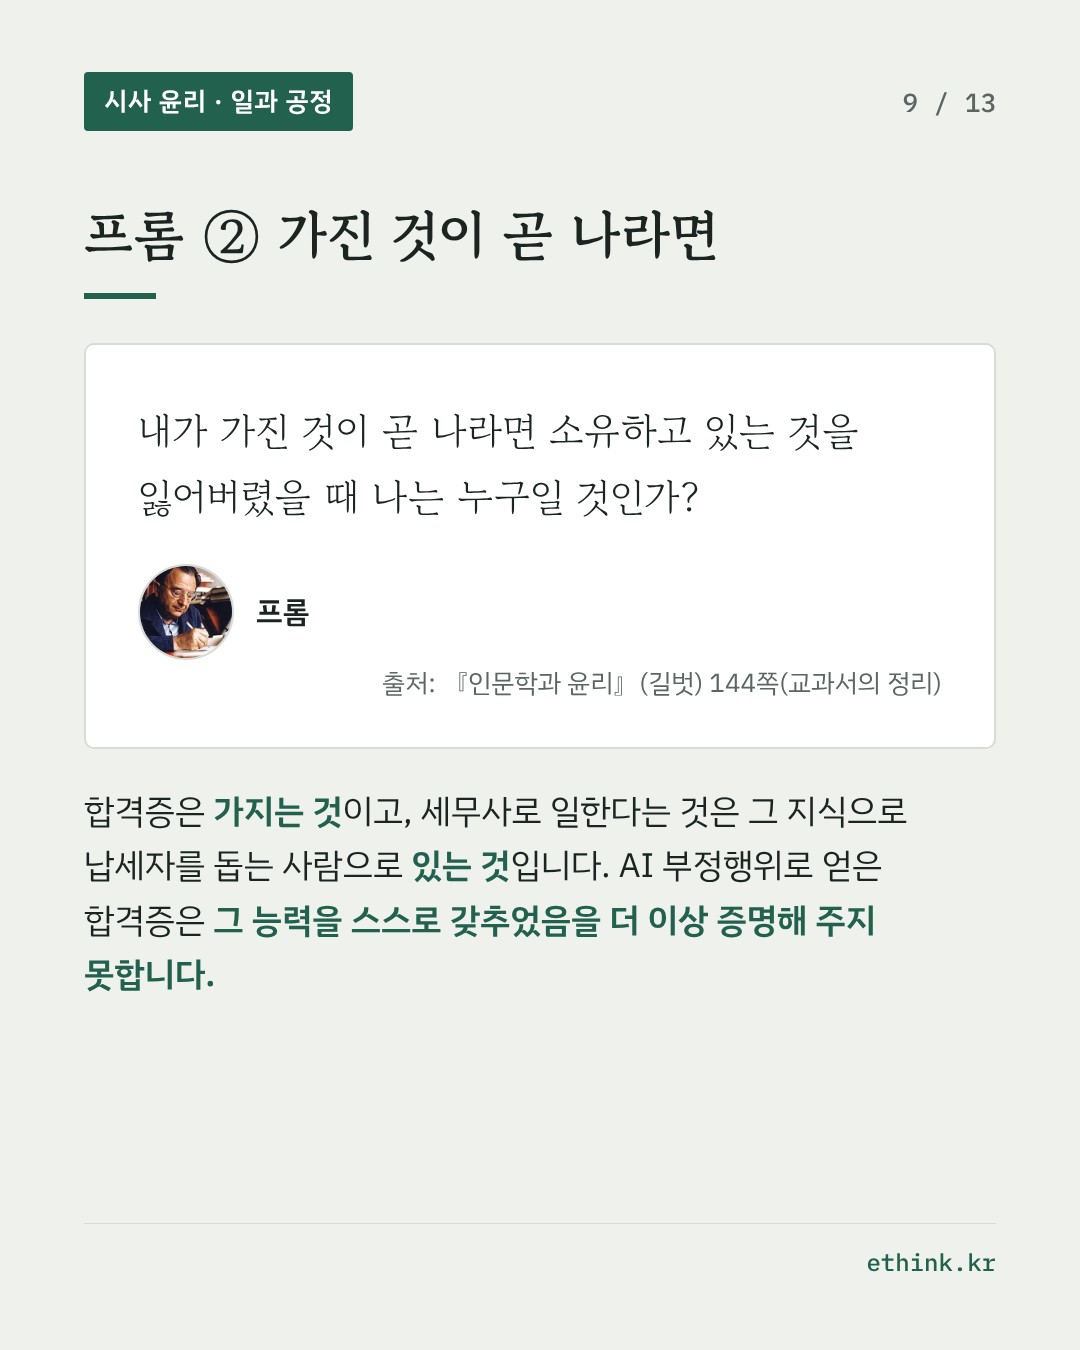 시사 윤리 · 일과 공정
9 / 13
프롬 ② 가진 것이 곧 나라면
내가 가진 것이 곧 나라면 소유하고 있는 것을
잃어버렸을 때 나는 누구일 것인가?
프롬
출처: 『인문학과 윤리』(길벗) 144쪽(교과서의 정리)
합격증은 가지는 것이고, 세무사로 일한다는 것은 그 지식으로
납세자를 돕는 사람으로 있는 것입니다. AI 부정행위로 얻은
합격증은 그 능력을 스스로 갖추었음을 더 이상 증명해 주지
못합니다.
ethink.kr